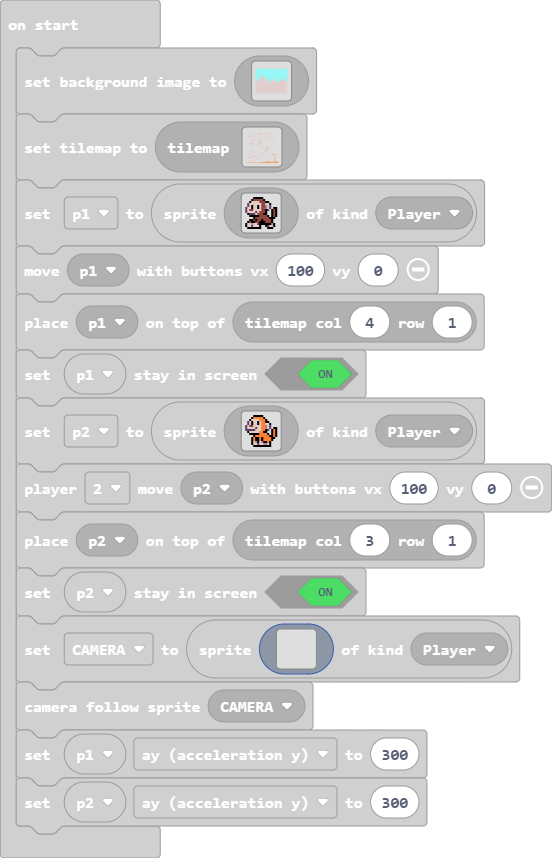 on start
set background image to
set tilemap to tilemap
set p1 to sprite of kind Player
move p1 with buttons vx 100 vy 0
place p1 on top of tilemap col 4 row 1
set p1 stay in screen ON
set p2 to sprite of kind Player
player 2 move p2 with buttons vx 100 vy 0
place p2 on top of tilemap col 3 row 1
set p2 stay in screen ON
set CAMERA to sprite of kind Player
camera follow sprite CAMERA
set p1 ay (acceleration y) to 300
set p2 ay (acceleration y) to 300